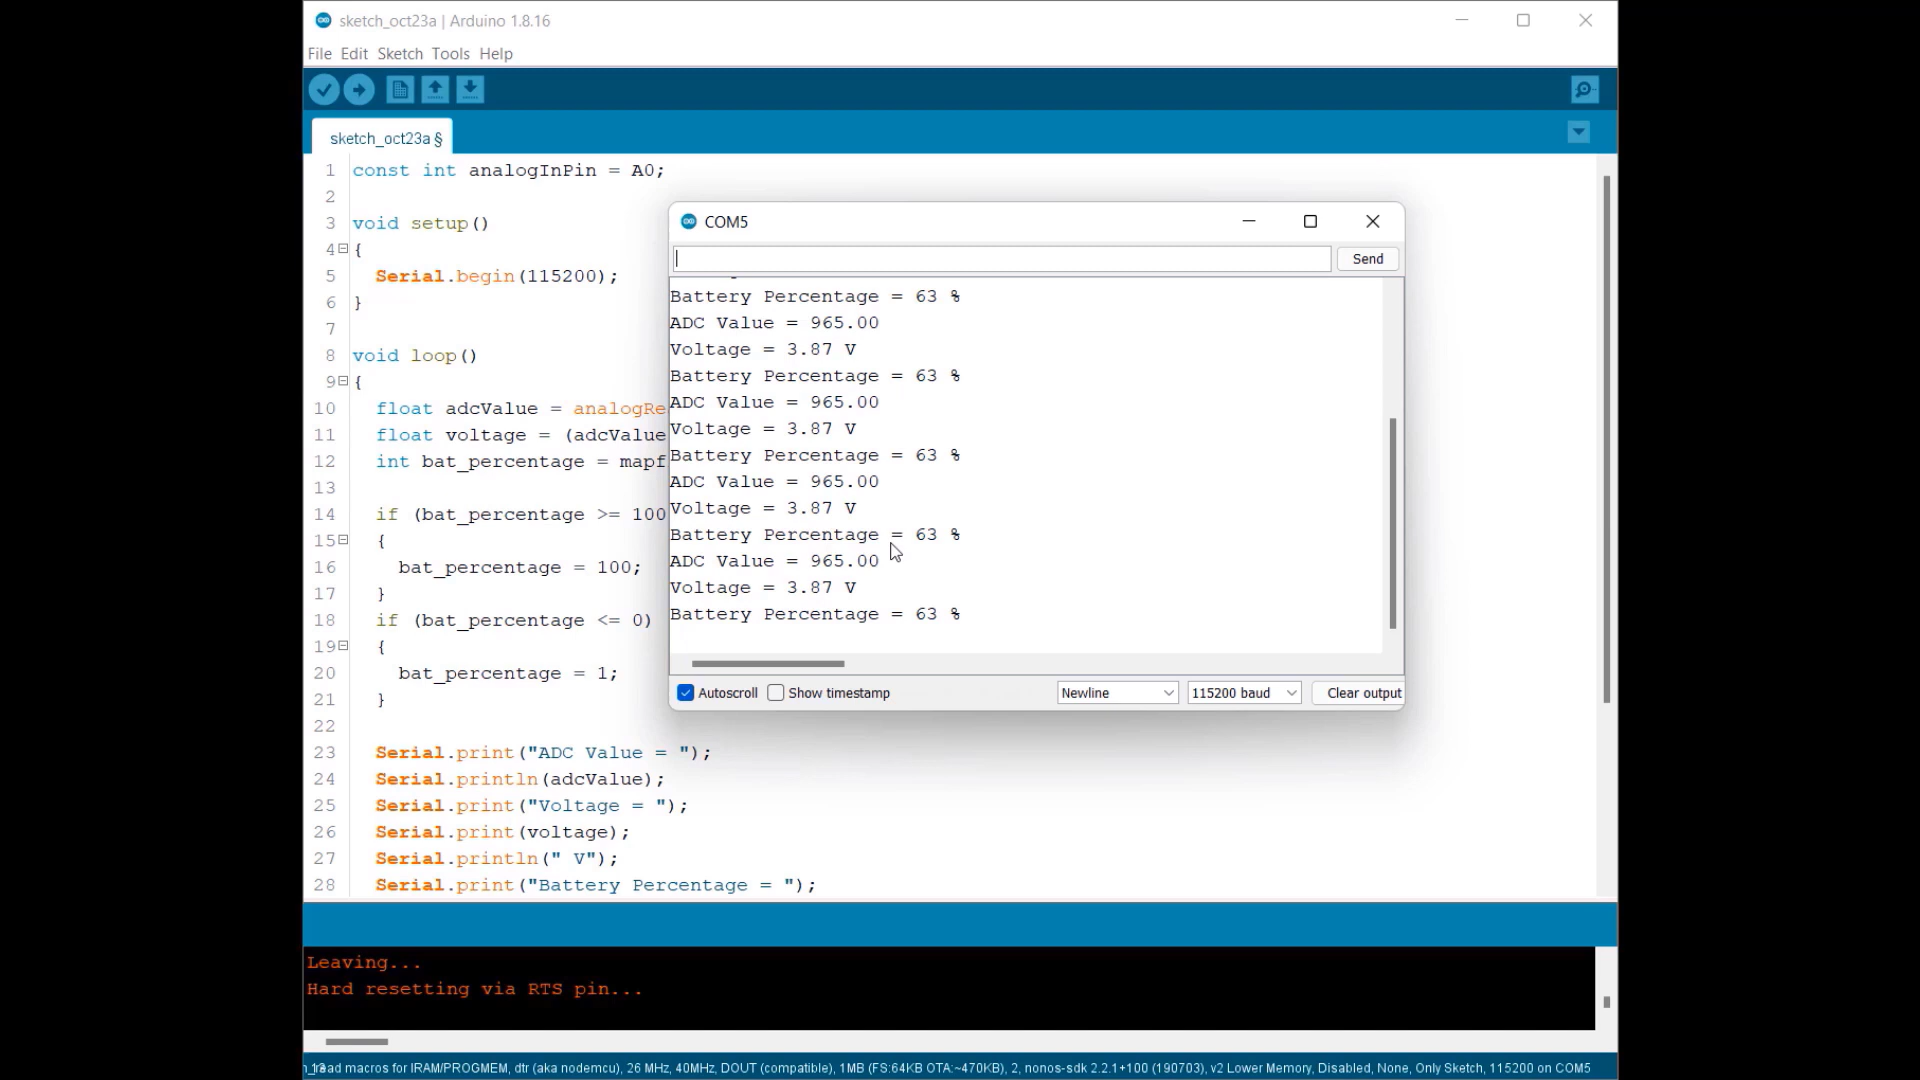 sketch_oct23a | Arduino 1.8.16
File Edit Sketch Tools Help
sketch_oct23a §
1 const int analogInPin = A0;
2
3 void setup()
4 {
5 Serial.begin(115200);
6 }
7
8 void loop()
9 {
10 float adcValue = analogRe
11 float voltage = (adcValue
12 int bat_percentage = mapf
13
14 if (bat_percentage >= 100
15 {
16 bat_percentage = 100;
17 }
18 if (bat_percentage <= 0)
19 {
20 bat_percentage = 1;
21 }
22
23 Serial.print("ADC Value = ");
24 Serial.println(adcValue);
25 Serial.print("Voltage = ");
26 Serial.print(voltage);
27 Serial.println(" V");
28 Serial.print("Battery Percentage = ");
COM5
Send
Battery Percentage = 63 %
ADC Value = 965.00
Voltage = 3.87 V
Battery Percentage = 63 %
ADC Value = 965.00
Voltage = 3.87 V
Battery Percentage = 63 %
ADC Value = 965.00
Voltage = 3.87 V
Battery Percentage = 63 %
ADC Value = 965.00
Voltage = 3.87 V
Battery Percentage = 63 %
Autoscroll Show timestamp Newline 115200 baud Clear output
Leaving...
Hard resetting via RTS pin...
macros for IRAM/PROGMEM, dtr (aka nodemcu), 26 MHz, 40MHz, DOUT (compatible), 1MB (FS:64KB OTA:~470KB), 2, nonos-sdk 2.2.1+100 (190703), v2 Lower Memory, Disabled, None, Only Sketch, 115200 on COM5